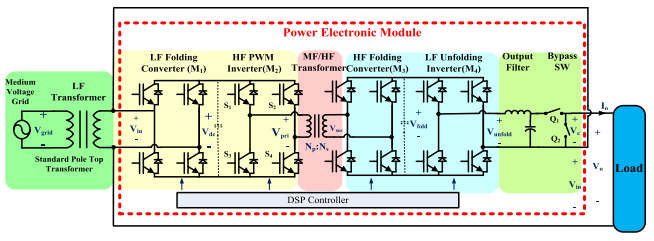 Power Electronic Module
Medium
Voltage
Grid
LF
Transformer
LF Folding
Converter (M₁)
HF PWM
Inverter(M₂)
MF/HF
Transformer
HF Folding
Converter(M₃)
LF Unfolding
Inverter(M₄)
Output
Filter
Bypass
SW
+
Vgrid
-
+
Vin
-
+
Vdc
-
S₁
S₂
S₃
S₄
+
Vpri
-
+
Vsec
-
Np:Ns
+
Vfold
-
+
Vunfold
-
Q₁
Q₂
Io
+
Vc
-
+
Vin
-
+
Vo
-
Load
Standard Pole Top
Transformer
DSP Controller